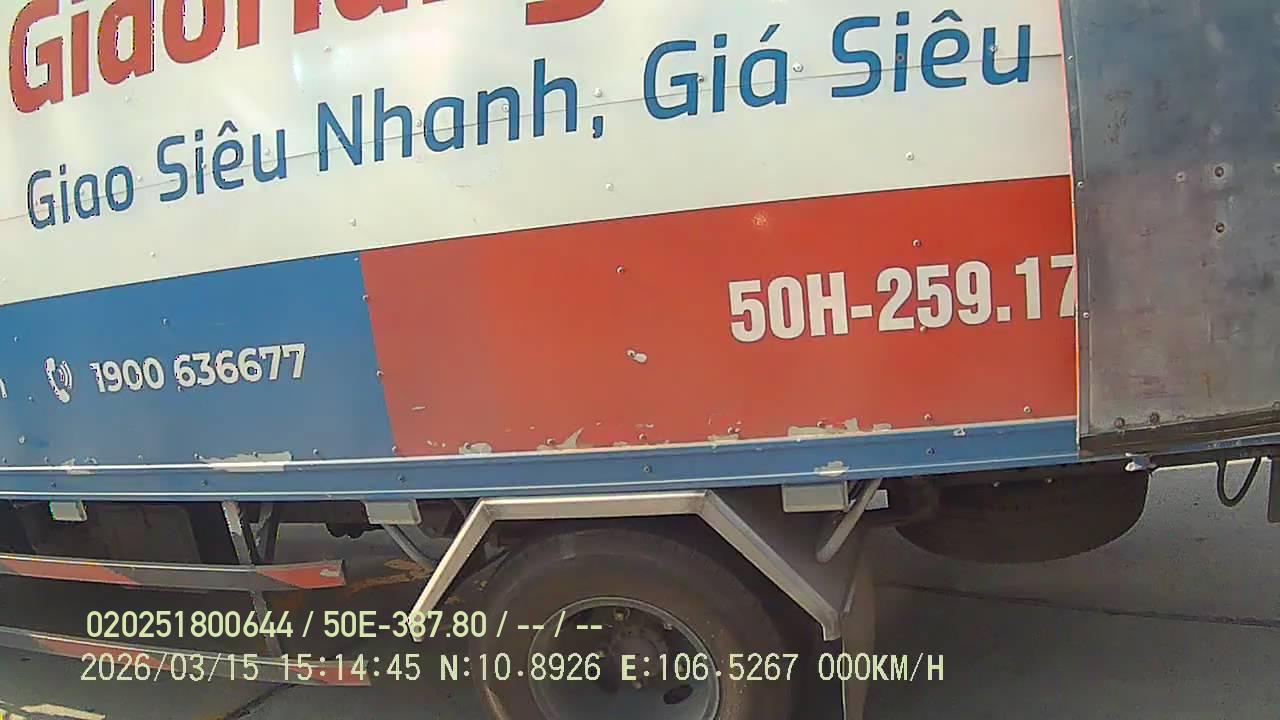 GiaoHàng
Giao Siêu Nhanh, Giá Siêu
50H-259.17
1900 636677
020251800644 / 50E-387.80 / -- / --
2026/03/15 15:14:45 N:10.8926 E:106.5267 000KM/H